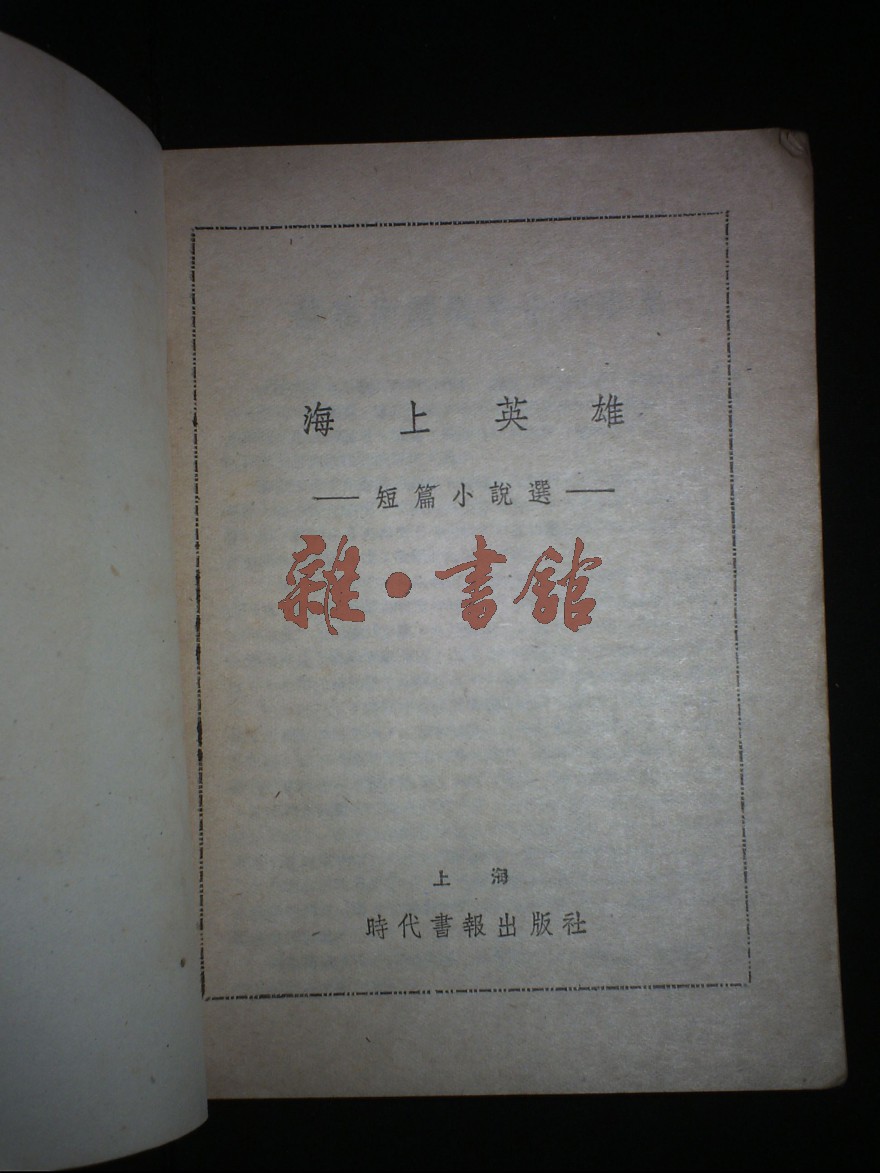 海上英雄
——短篇小說選——
雜·書館
上海
時代書報出版社